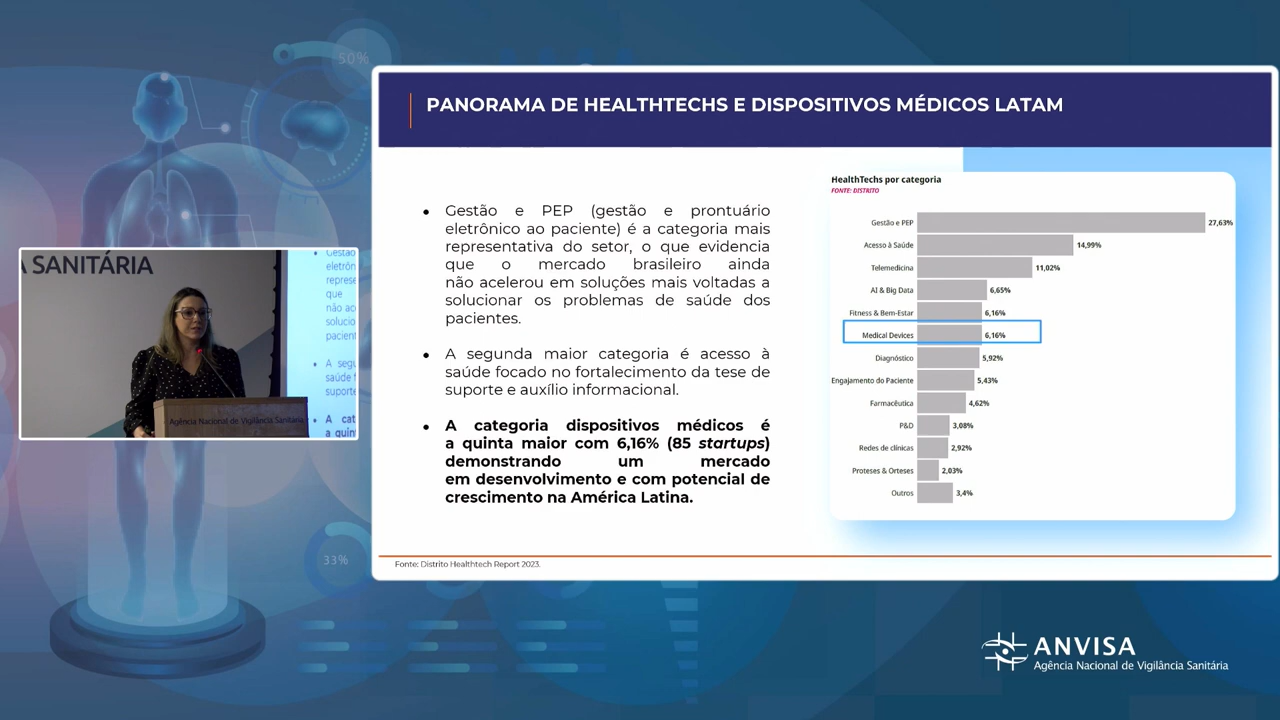 50%
PANORAMA DE HEALTHTECHS E DISPOSITIVOS MÉDICOS LATAM
• Gestão e PEP (gestão e prontuário
eletrônico ao paciente) é a categoria mais
representativa do setor, o que evidencia
que o mercado brasileiro ainda
não acelerou em soluções mais voltadas a
solucionar os problemas de saúde dos
pacientes.
• A segunda maior categoria é acesso à
saúde focado no fortalecimento da tese de
suporte e auxílio informacional.
• A categoria dispositivos médicos é
a quinta maior com 6,16% (85 startups)
demonstrando um mercado
em desenvolvimento e com potencial de
crescimento na América Latina.
HealthTechs por categoria
FONTE: DISTRITO
Gestão e PEP 27,63%
Acesso à Saúde 14,99%
Telemedicina 11,02%
AI & Big Data 6,65%
Fitness & Bem-Estar 6,16%
Medical Devices 6,16%
Diagnóstico 5,92%
Engajamento do Paciente 5,43%
Farmacêutica 4,62%
P&D 3,08%
Redes de clínicas 2,92%
Proteses & Orteses 2,03%
Outros 3,4%
Fonte: Distrito Healthtech Report 2023.
A SANITÁRIA
Agência Nacional de Vigilância Sanitária
33%
ANVISA
Agência Nacional de Vigilância Sanitária